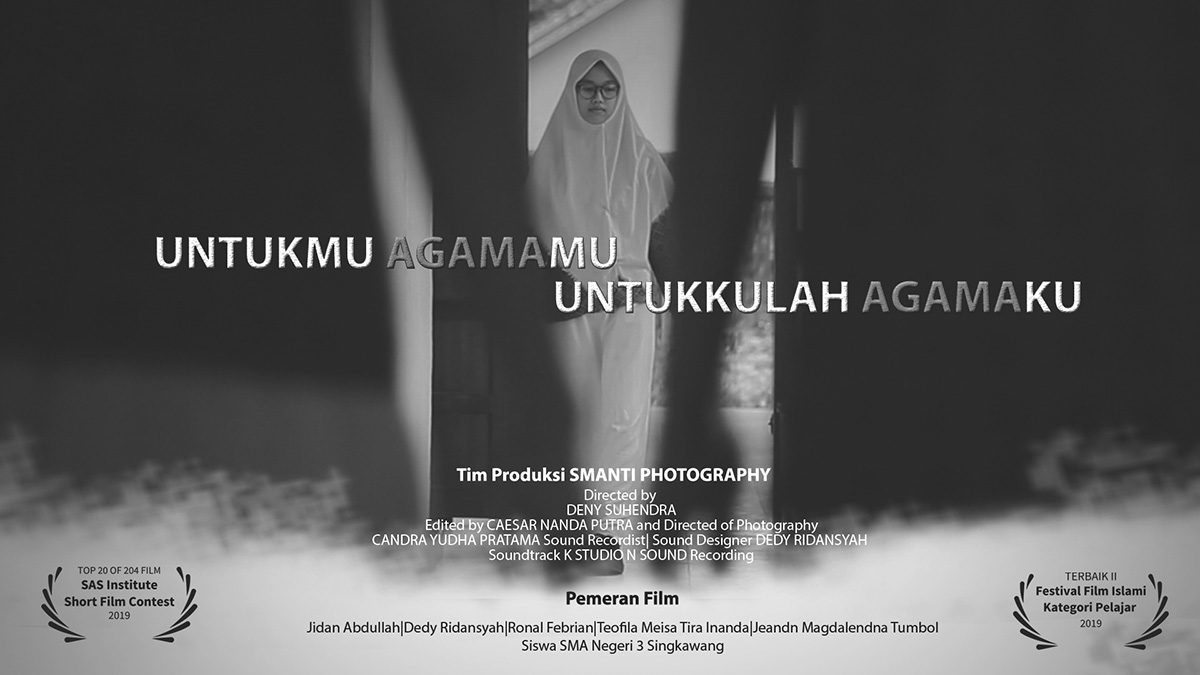 UNTUKMU AGAMAMU
UNTUKKULAH AGAMAKU
Tim Produksi SMANTI PHOTOGRAPHY
Directed by
DENY SUHENDRA
Edited by CAESAR NANDA PUTRA and Directed of Photography
CANDRA YUDHA PRATAMA Sound Recordist| Sound Designer DEDY RIDANSYAH
Soundtrack K STUDIO N SOUND Recording
TOP 20 OF 204 FILM
SAS Institute
Short Film Contest
2019
TERBAIK II
Festival Film Islami
Kategori Pelajar
2019
Pemeran Film
Jidan Abdullah|Dedy Ridansyah|Ronal Febrian|Teofila Meisa Tira Inanda|Jeandn Magdalendna Tumbol
Siswa SMA Negeri 3 Singkawang